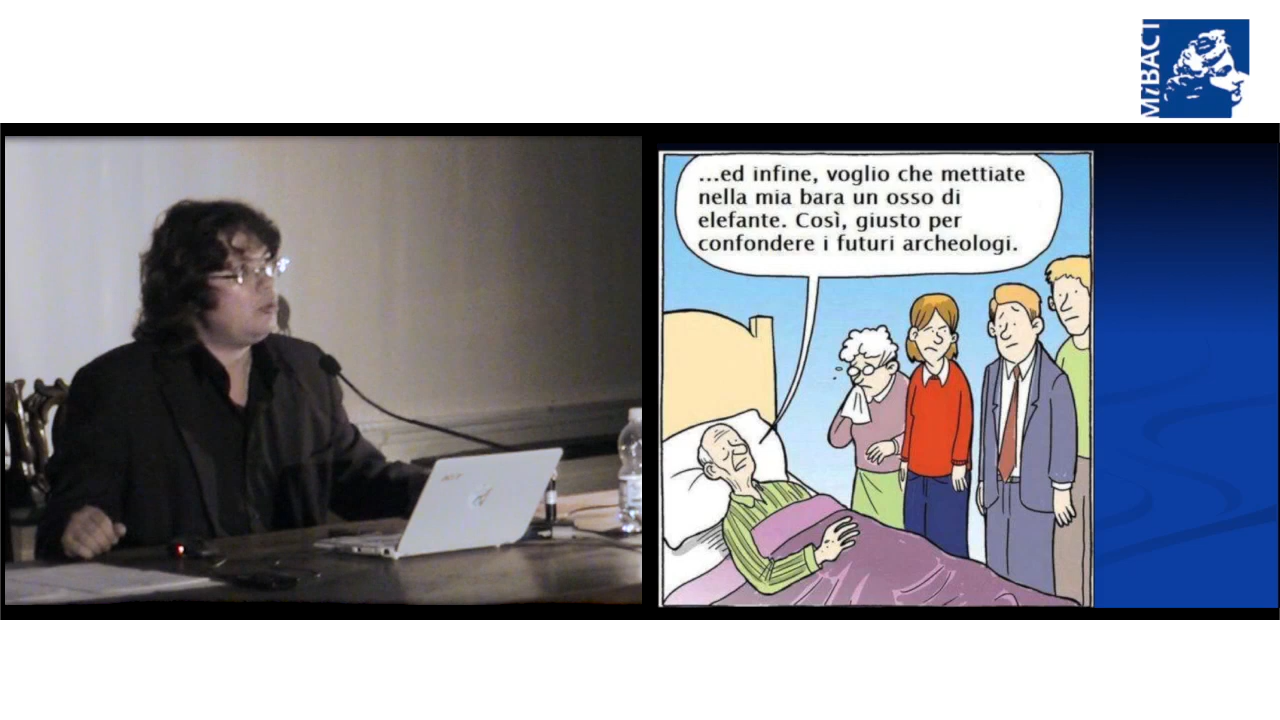 MiBACT
...ed infine, voglio che mettiate
nella mia bara un osso di
elefante. Così, giusto per
confondere i futuri archeologi.
acer